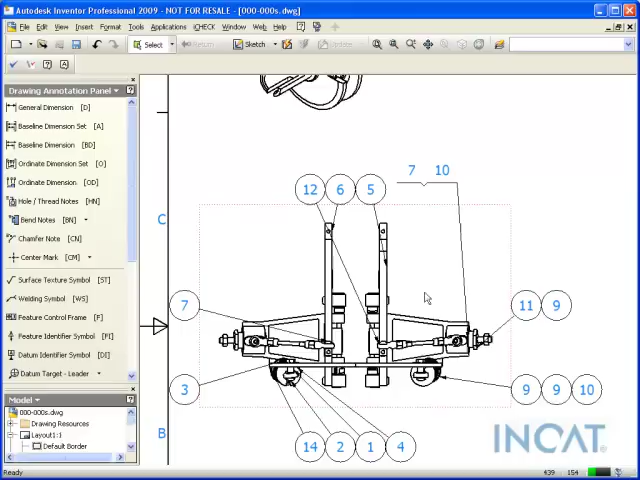 Autodesk Inventor Professional 2009 - NOT FOR RESALE - [000-000s.dwg]
File Edit View Insert Format Tools iCHECK Window Web Help
Select Return Sketch Update
Drawing Annotation Panel
General Dimension [D]
Baseline Dimension Set [A]
Baseline Dimension [BD]
Ordinate Dimension Set [O]
Ordinate Dimension [OD]
Hole / Thread Notes [HN]
Bend Notes [BN]
Chamfer Note [CN]
Center Mark [CM]
Surface Texture Symbol [ST]
Welding Symbol [WS]
Feature Control Frame [F]
Feature Identifier Symbol [FI]
Datum Identifier Symbol [DI]
Datum Target - Leader
Model
000-000s.dwg
Drawing Resources
Layout1:1
Default Border
7 10
12 6 5
C
7
11 9
3
9 9 10
B
14 2 1 4
INCAT
Ready
439 154